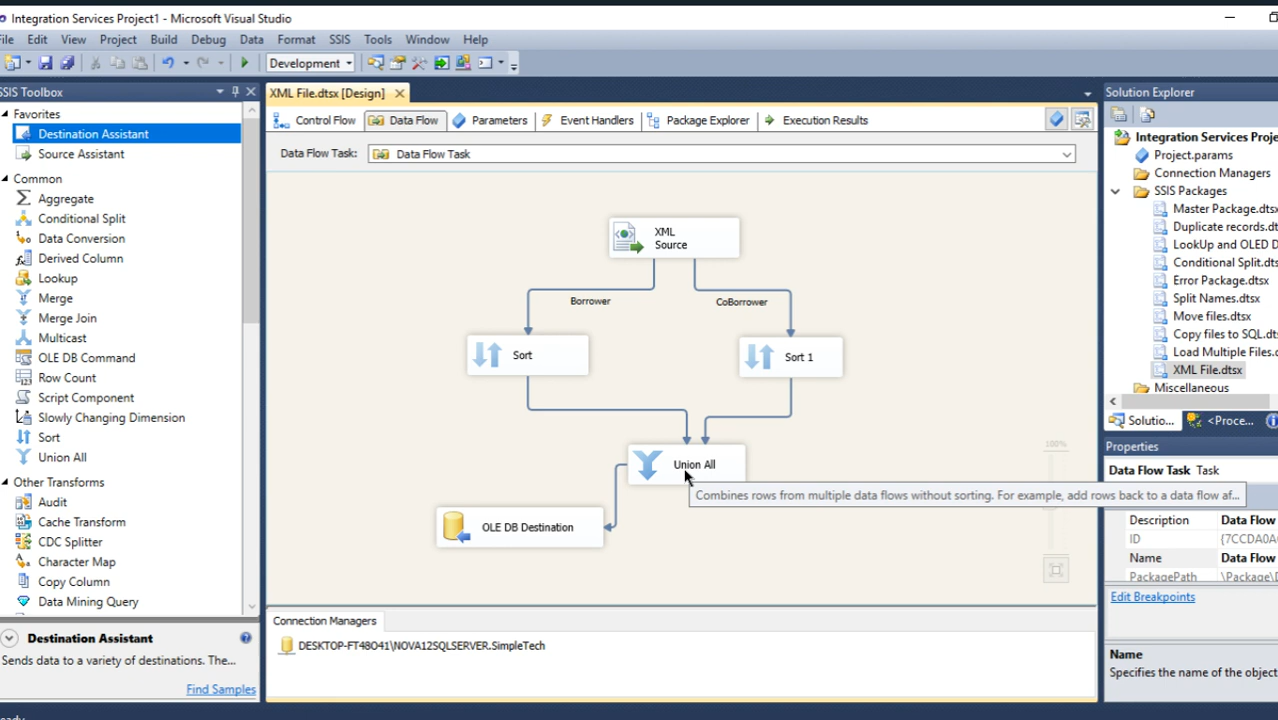 Integration Services Project1 - Microsoft Visual Studio
File Edit View Project Build Debug Data Format SSIS Tools Window Help
Development
SSIS Toolbox
Favorites
Destination Assistant
Source Assistant
Common
Aggregate
Conditional Split
Data Conversion
Derived Column
Lookup
Merge
Merge Join
Multicast
OLE DB Command
Row Count
Script Component
Slowly Changing Dimension
Sort
Union All
Other Transforms
Audit
Cache Transform
CDC Splitter
Character Map
Copy Column
Data Mining Query
Destination Assistant
Sends data to a variety of destinations. The...
Find Samples
XML File.dtsx [Design]
Control Flow Data Flow Parameters Event Handlers Package Explorer Execution Results
Data Flow Task: Data Flow Task
XML
Source
Borrower
CoBorrower
Sort
Sort 1
Union All
Combines rows from multiple data flows without sorting. For example, add rows back to a data flow af...
OLE DB Destination
100%
Connection Managers
DESKTOP-FT48O41\NOVA12SQLSERVER.SimpleTech
Solution Explorer
Integration Services Proje
Project.params
Connection Managers
SSIS Packages
Master Package.dtsx
Duplicate records.dt
LookUp and OLED D
Conditional Split.dts
Error Package.dtsx
Split Names.dtsx
Move files.dtsx
Copy files to SQL.dt
Load Multiple Files.
XML File.dtsx
Miscellaneous
Solutio... <Proce...
Properties
Data Flow Task Task
Description Data Flow
ID {7CCDA0A
Name Data Flow
PackagePath \Package\D
Edit Breakpoints
Name
Specifies the name of the object